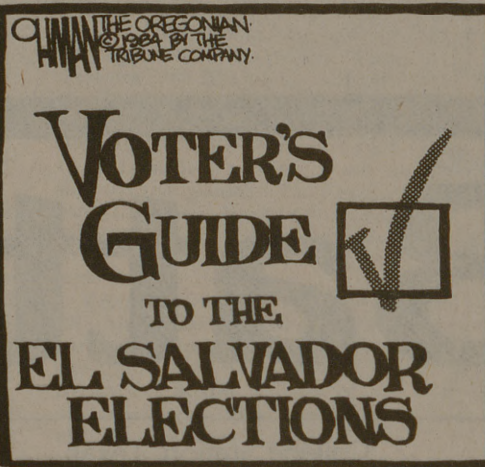 OHMAN THE OREGONIAN.
© 1984 BY THE
TRIBUNE COMPANY.
VOTER'S
GUIDE
TO THE
EL SALVADOR
ELECTIONS